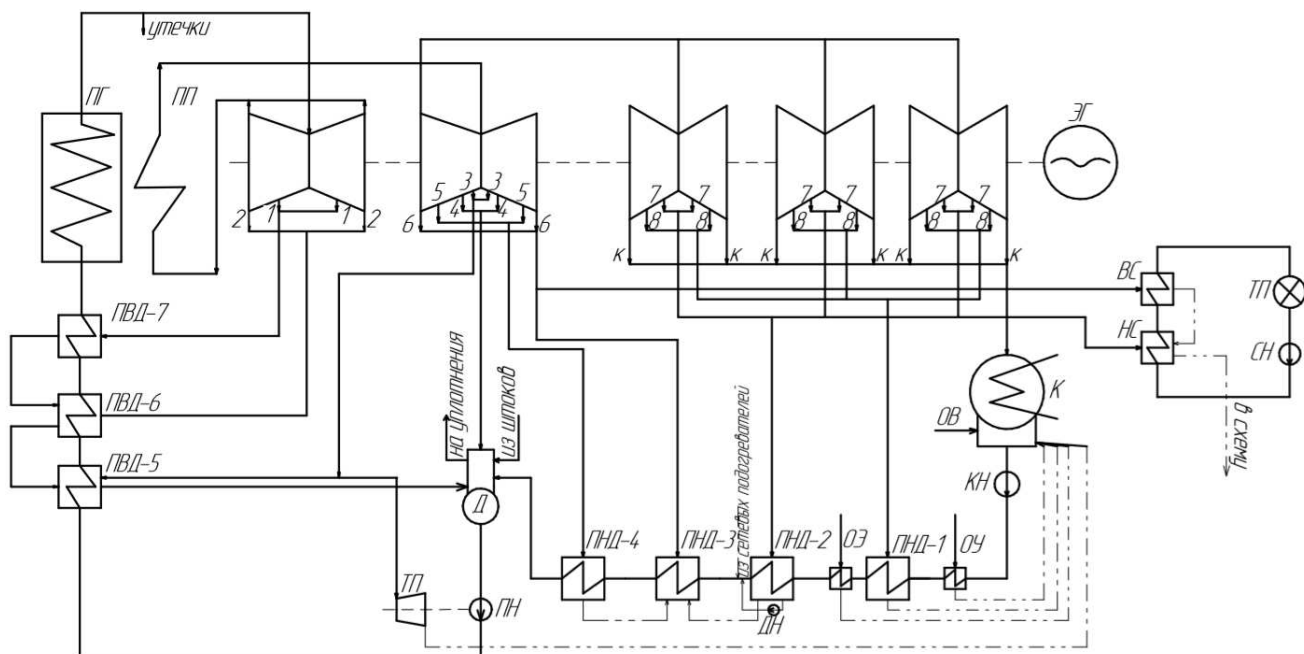 утечки
ПГ
ПП
ЭГ
3 3
5 5
4 4
1 1
2 2
6 6
7 7
7 7
7 7
8 8
8 8
8 8
к к
к к
к к
ВС
ТП
НС
СН
в схему
ПВД-7
ПВД-6
ПВД-5
на уплотнения
из штоков
Д
К
ОВ
КН
ПНД-4
ПНД-3
из сетевых подогревателей
ПНД-2
ОЭ
ПНД-1
ОУ
ТП
ПН
ДН